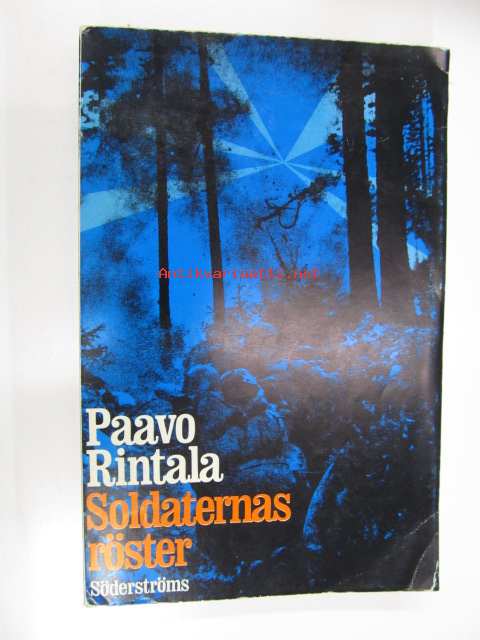 Antikvariaatti.net
Paavo
Rintala
Soldaternas
röster
Söderströms